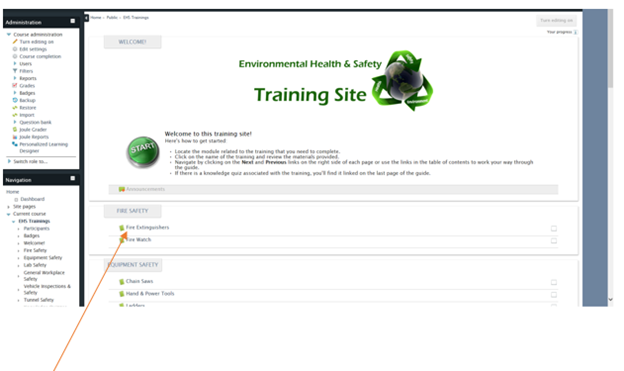 Home › Public › EHS Trainings
Turn editing on
Your progress
Administration
Course administration
Turn editing on
Edit settings
Course completion
Users
Filters
Reports
Grades
Badges
Backup
Restore
Import
Question bank
Joule Grader
Joule Reports
Personalized Learning
Designer
Switch role to...
Navigation
Home
Dashboard
Site pages
Current course
EHS Trainings
Participants
Badges
Welcome!
Fire Safety
Equipment Safety
Lab Safety
General Workplace
Safety
Vehicle Inspections &
Safety
Tunnel Safety
WELCOME!
Environmental Health & Safety
Training Site
START
Welcome to this training site!
Here's how to get started:
Locate the module related to the training that you need to complete.
Click on the name of the training and review the materials provided.
Navigate by clicking on the Next and Previous links on the right side of each page or use the links in the table of contents to work your way through
the guide.
If there is a knowledge quiz associated with the training, you'll find it linked on the last page of the guide.
Announcements
FIRE SAFETY
Fire Extinguishers
Fire Watch
EQUIPMENT SAFETY
Chain Saws
Hand & Power Tools
Ladders